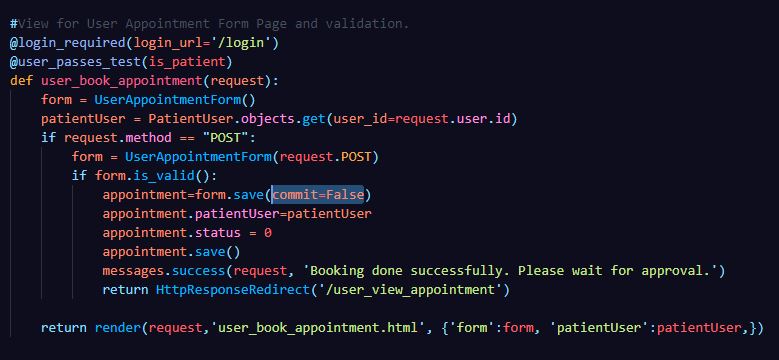 #View for User Appointment Form Page and validation.
@login_required(login_url='/login')
@user_passes_test(is_patient)
def user_book_appointment(request):
    form = UserAppointmentForm()
    patientUser = PatientUser.objects.get(user_id=request.user.id)
    if request.method == "POST":
        form = UserAppointmentForm(request.POST)
        if form.is_valid():
            appointment=form.save(commit=False)
            appointment.patientUser=patientUser
            appointment.status = 0
            appointment.save()
            messages.success(request, 'Booking done successfully. Please wait for approval.')
            return HttpResponseRedirect('/user_view_appointment')

    return render(request,'user_book_appointment.html', {'form':form, 'patientUser':patientUser,})